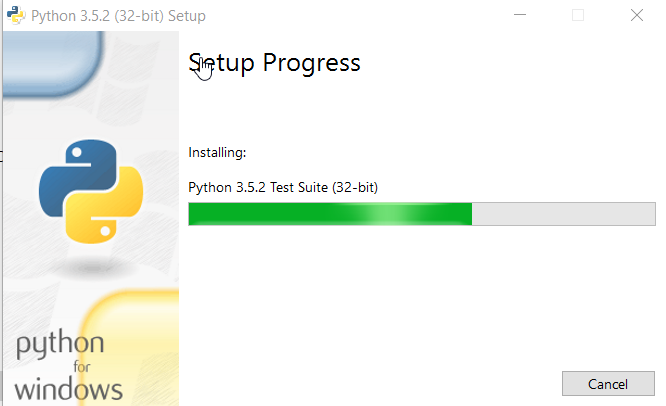 Python 3.5.2 (32-bit) Setup
Setup Progress
Installing:
Python 3.5.2 Test Suite (32-bit)
python
for
windows
Cancel